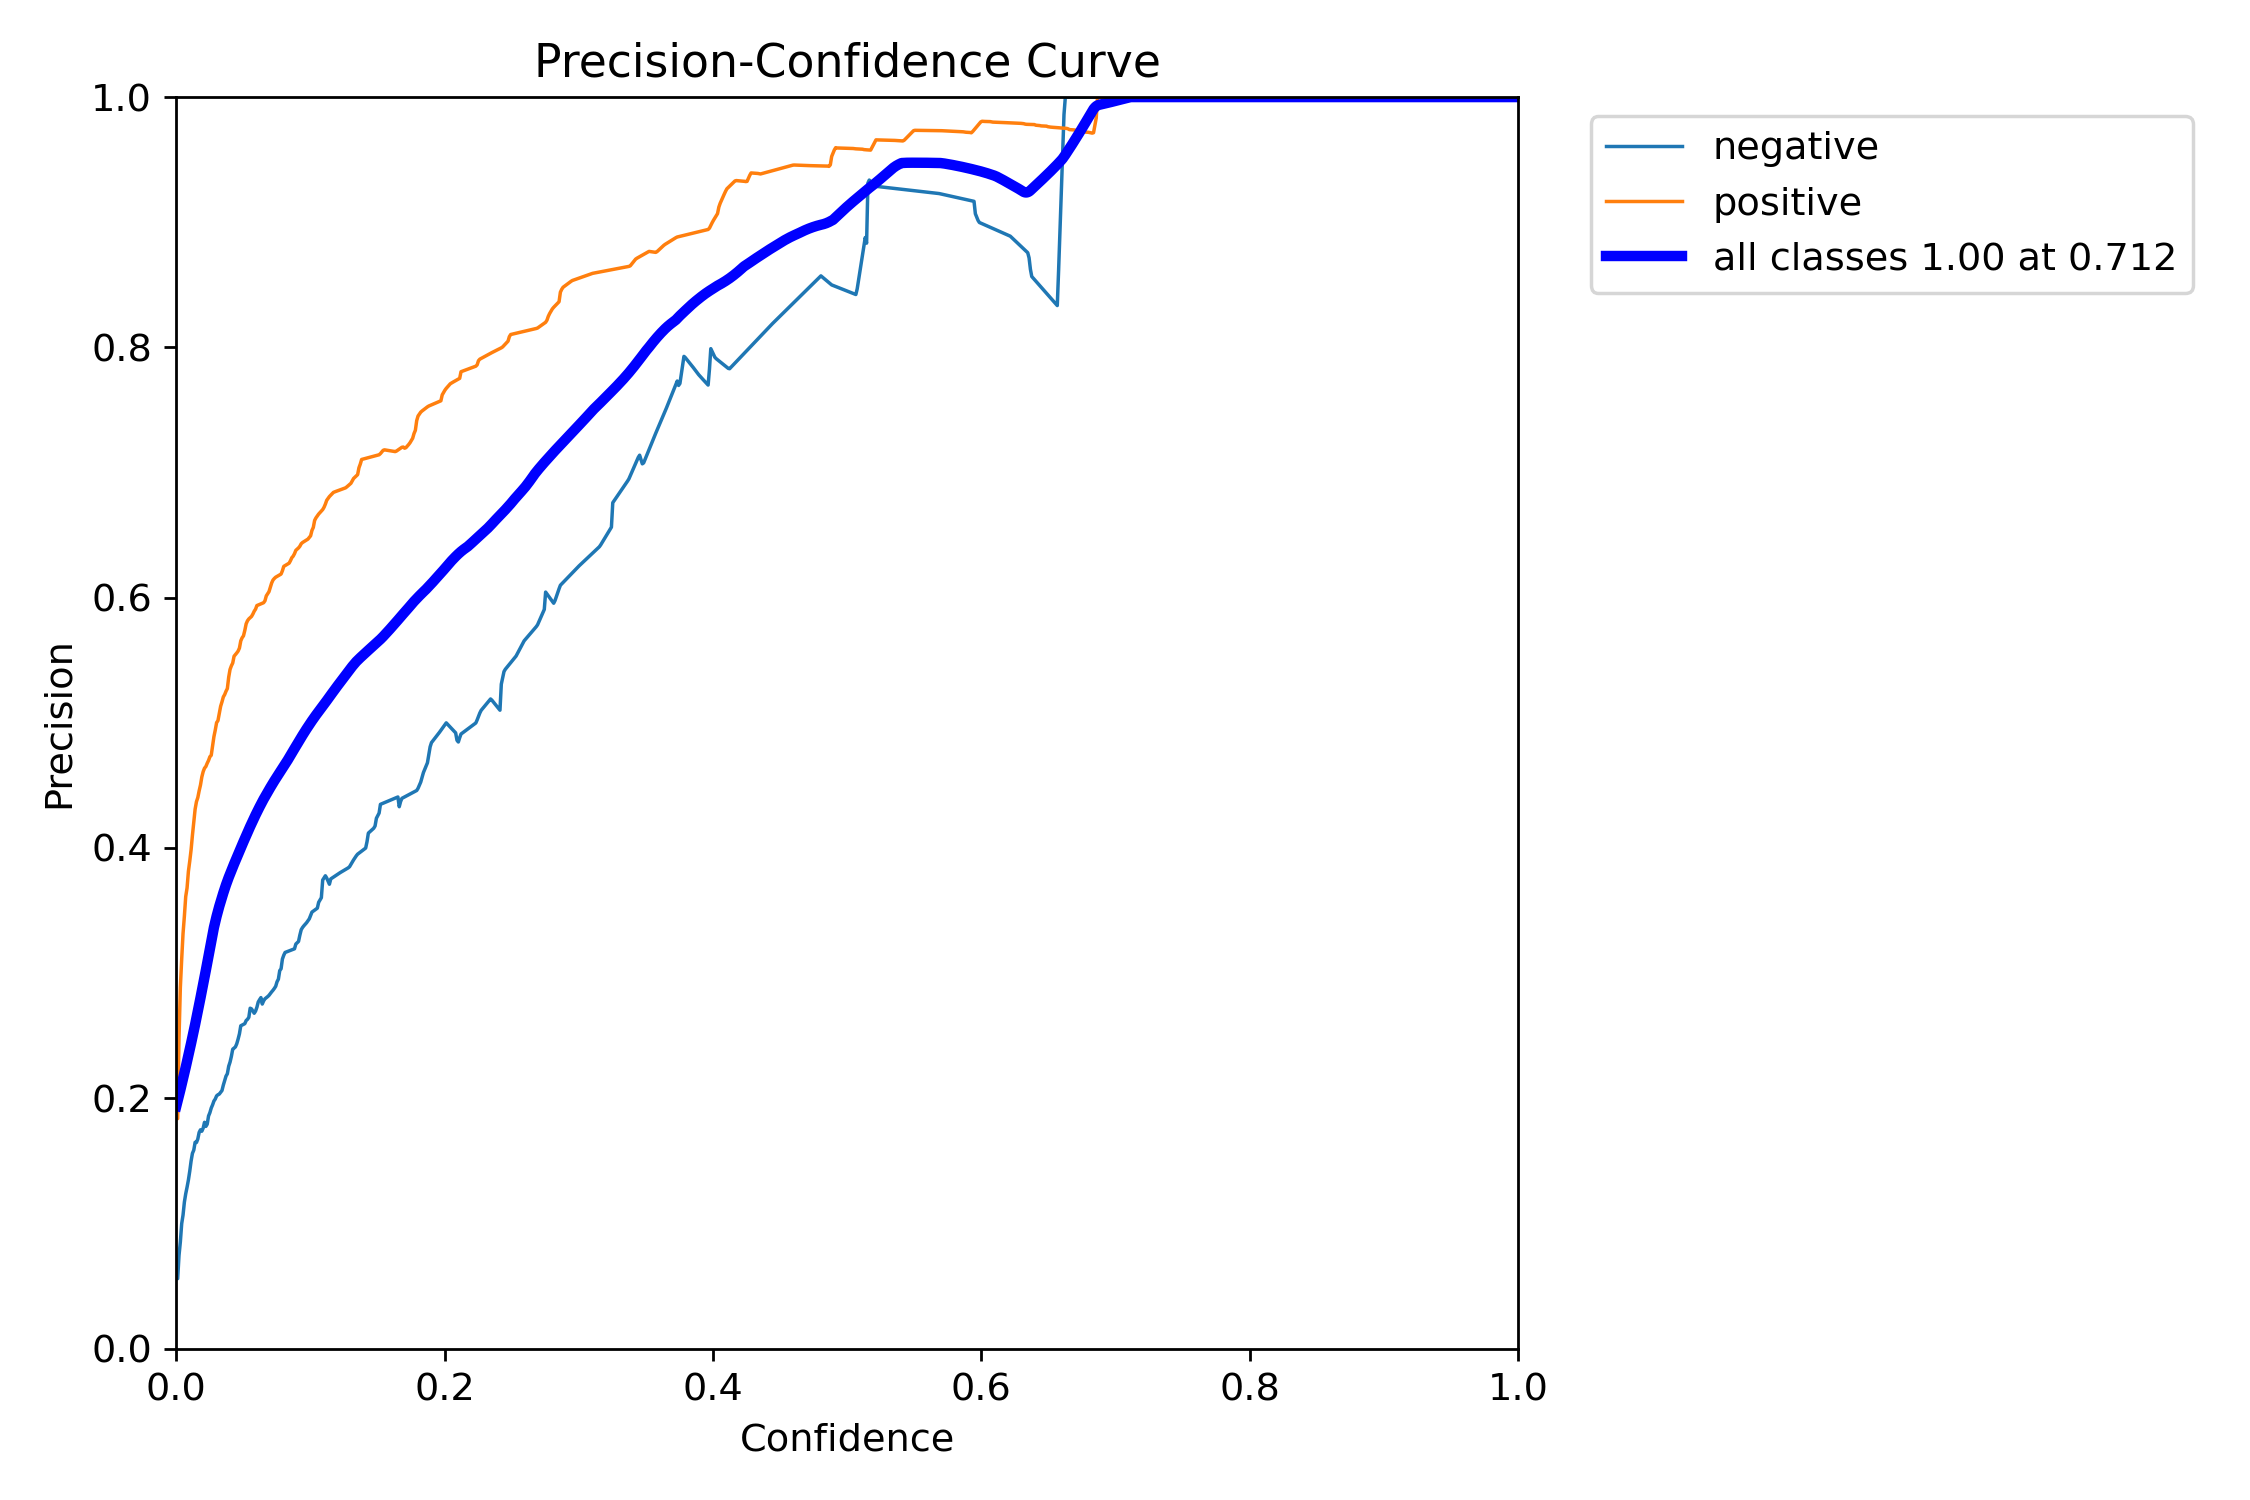 Precision-Confidence Curve
1.0
0.8
0.6
0.4
0.2
0.0
Precision
0.0 0.2 0.4 0.6 0.8 1.0
Confidence
negative
positive
all classes 1.00 at 0.712